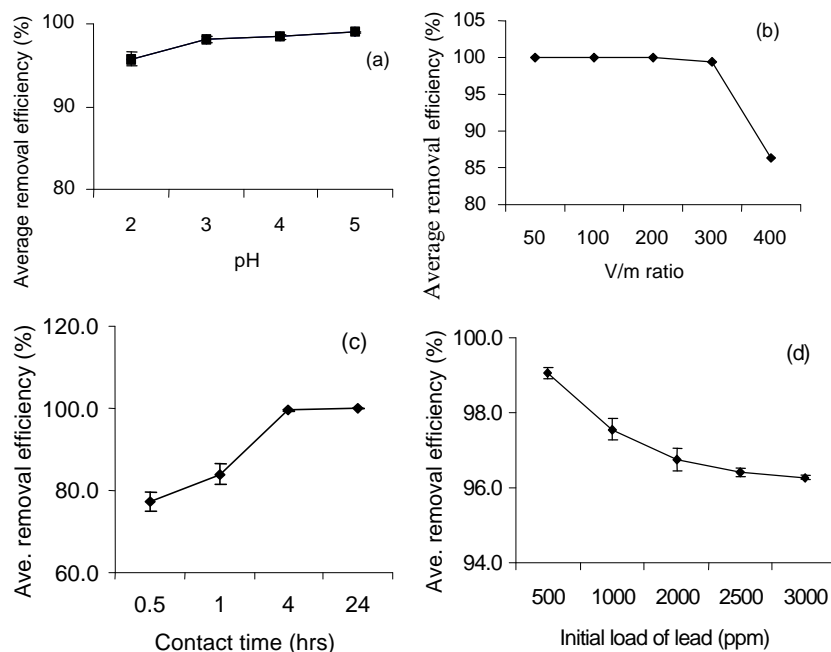 Average removal efficiency (%)
100
90
80
(a)
2 3 4 5
pH
Average removal efficiency (%)
105
100
95
90
85
80
(b)
50 100 200 300 400
V/m ratio
Ave. removal efficiency (%)
120.0
100.0
80.0
60.0
(c)
0.5 1 4 24
Contact time (hrs)
Ave. removal efficiency (%)
100.0
98.0
96.0
94.0
(d)
500 1000 2000 2500 3000
Initial load of lead (ppm)